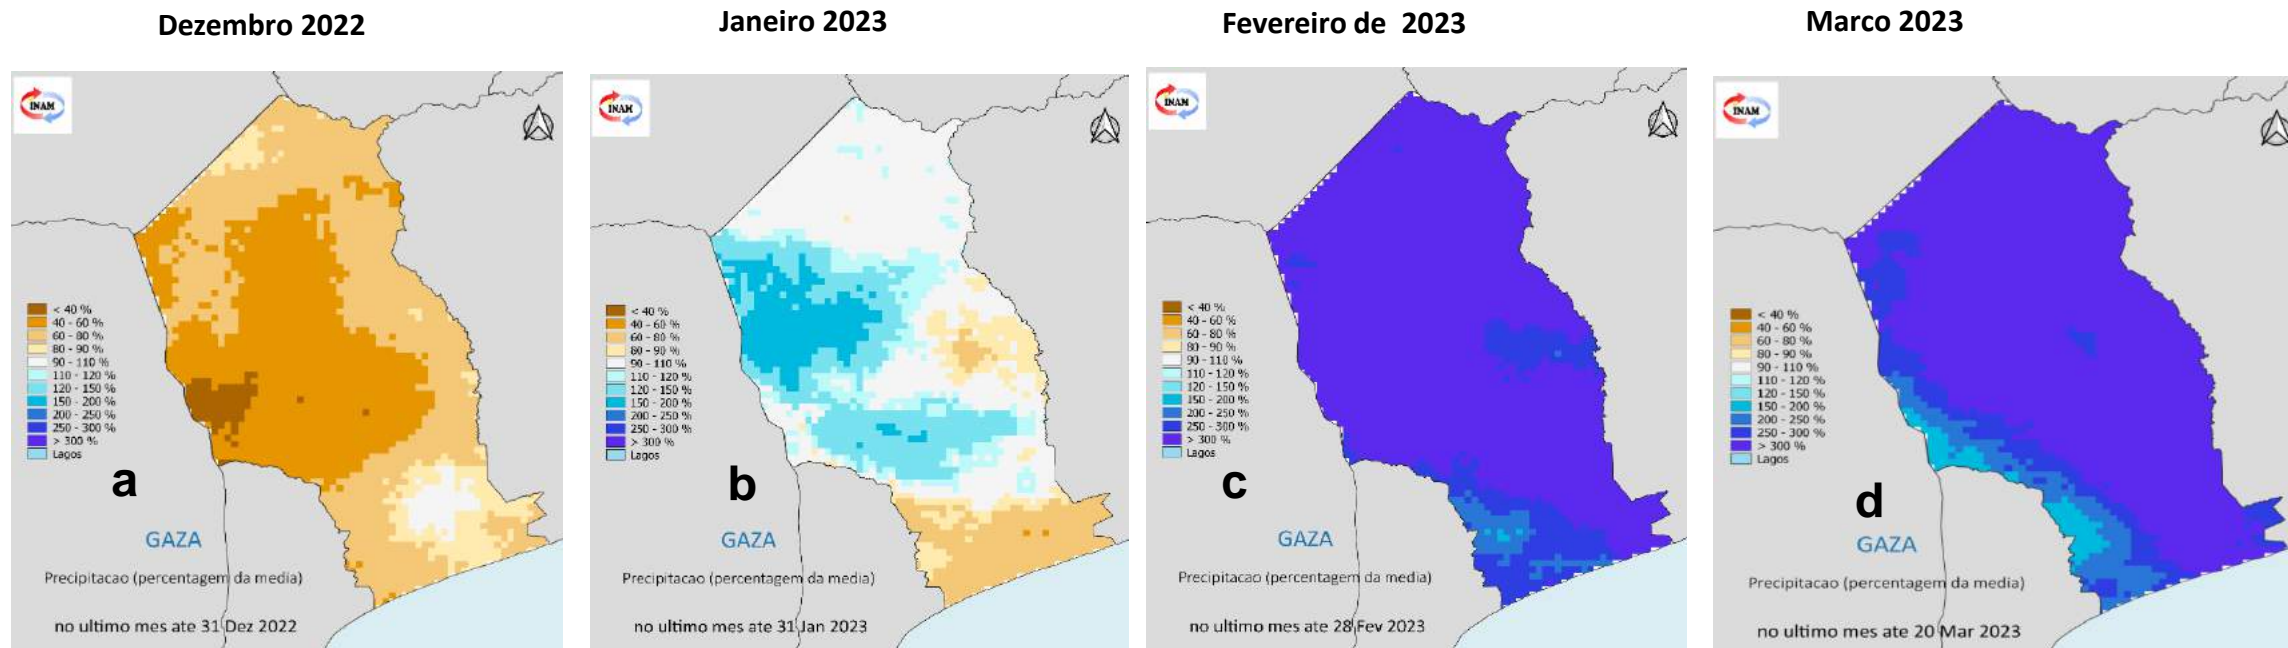 Dezembro 2022
Janeiro 2023
Fevereiro de 2023
Marco 2023
INAM
< 40 %
40 - 60 %
60 - 80 %
80 - 90 %
90 - 110 %
110 - 120 %
120 - 150 %
150 - 200 %
200 - 250 %
250 - 300 %
> 300 %
Lagos
a
GAZA
Precipitacao (percentagem da media)
no ultimo mes ate 31 Dez 2022
INAM
< 40 %
40 - 60 %
60 - 80 %
80 - 90 %
90 - 110 %
110 - 120 %
120 - 150 %
150 - 200 %
200 - 250 %
250 - 300 %
> 300 %
Lagos
b
GAZA
Precipitacao (percentagem da media)
no ultimo mes ate 31 Jan 2023
INAM
< 40 %
40 - 60 %
60 - 80 %
80 - 90 %
90 - 110 %
110 - 120 %
120 - 150 %
150 - 200 %
200 - 250 %
250 - 300 %
> 300 %
Lagos
c
GAZA
Precipitacao (percentagem da media)
no ultimo mes ate 28 Fev 2023
INAM
< 40 %
40 - 60 %
60 - 80 %
80 - 90 %
90 - 110 %
110 - 120 %
120 - 150 %
150 - 200 %
200 - 250 %
250 - 300 %
> 300 %
Lagos
d
GAZA
Precipitacao (percentagem da media)
no ultimo mes ate 20 Mar 2023